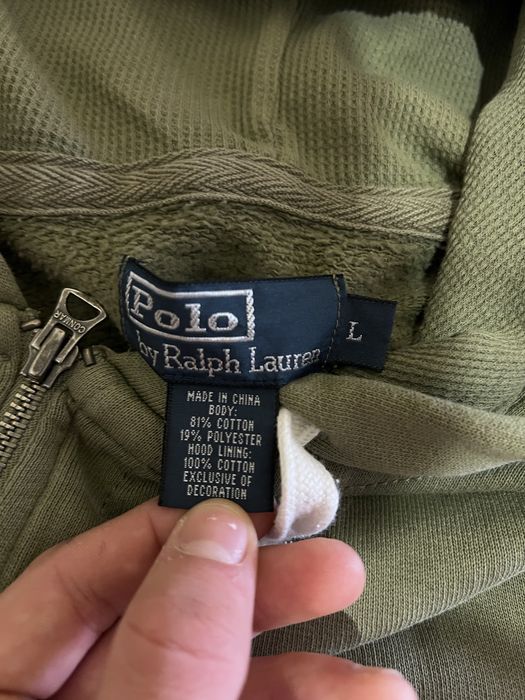 Polo
by Ralph Lauren
L
CONMAR
MADE IN CHINA
BODY:
81% COTTON
19% POLYESTER
HOOD LINING:
100% COTTON
EXCLUSIVE OF
DECORATION